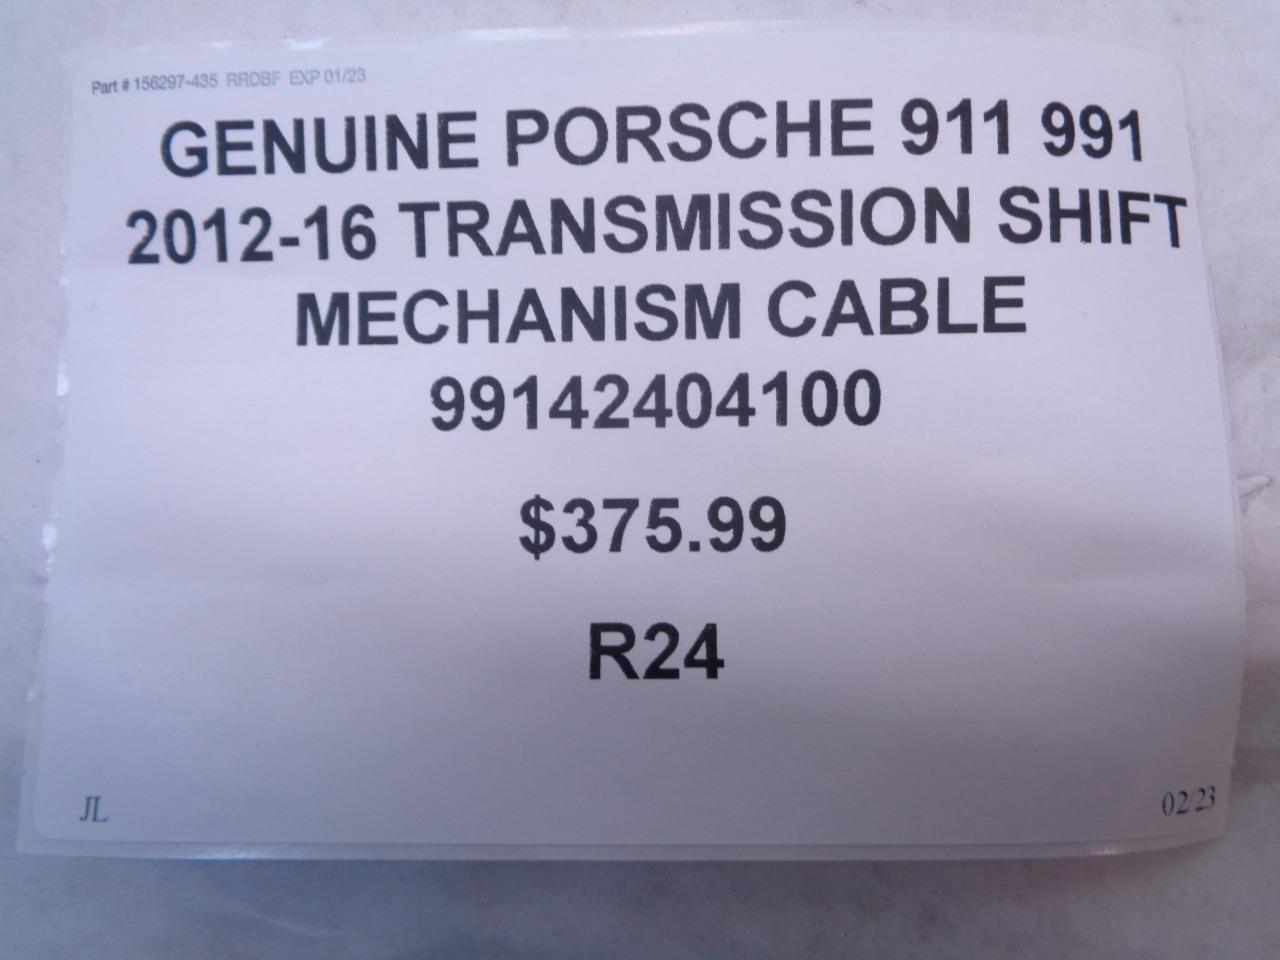 Part # 156297-435 RRDBF EXP 01/23
GENUINE PORSCHE 911 991
2012-16 TRANSMISSION SHIFT
MECHANISM CABLE
99142404100
$375.99
R24
JL
02/23